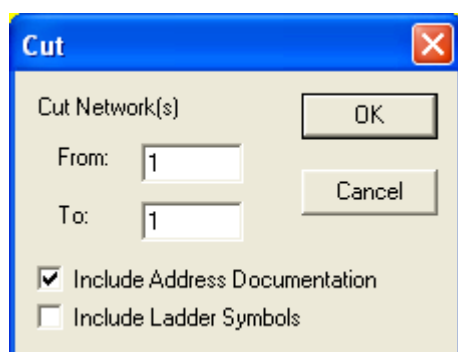 Cut
Cut Network(s)
OK
From: 1
Cancel
To: 1
Include Address Documentation
Include Ladder Symbols